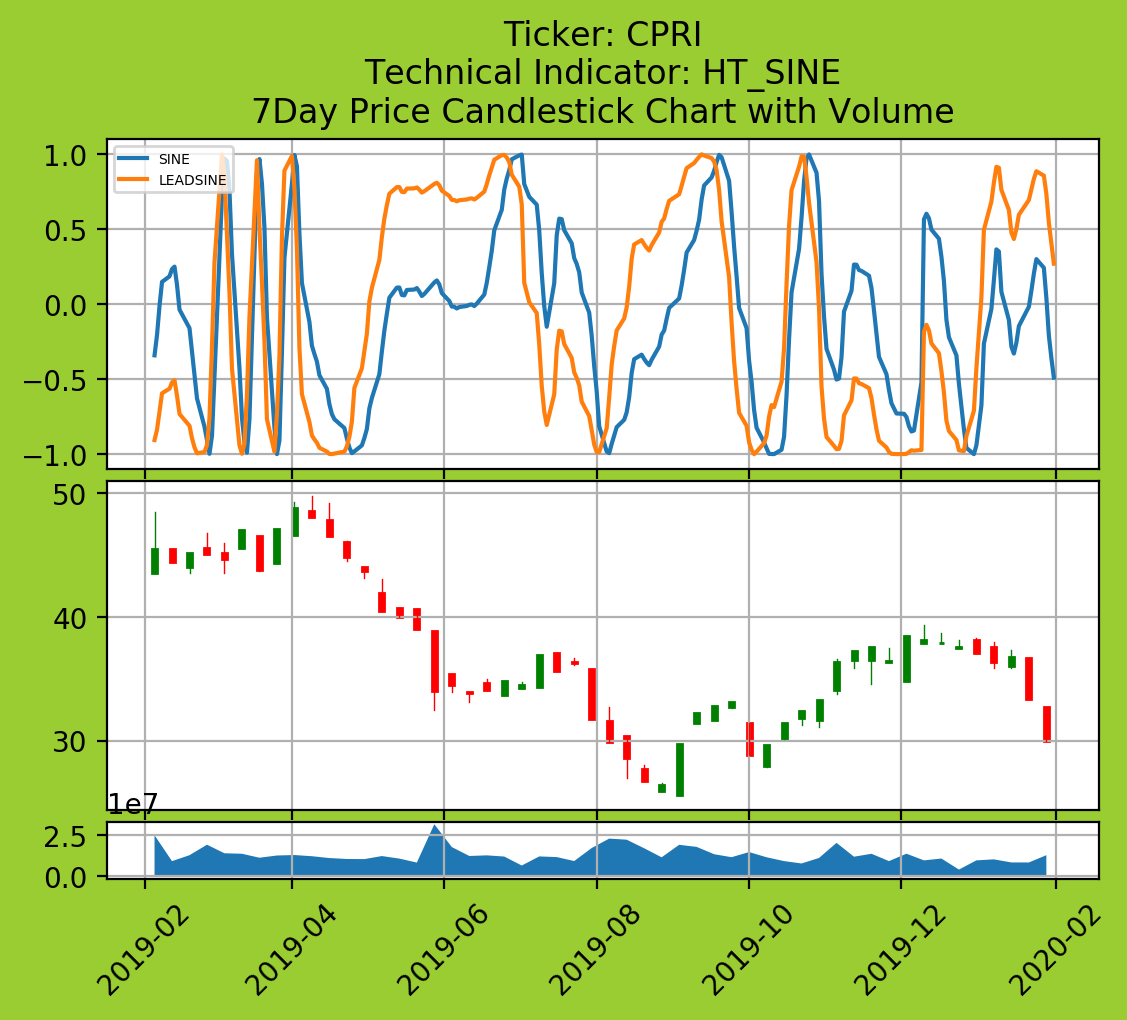 Ticker: CPRI
Technical Indicator: HT_SINE
7Day Price Candlestick Chart with Volume
SINE
LEADSINE
1.0
0.5
0.0
−0.5
−1.0
50
40
30
1e7
2.5
0.0
2019-02
2019-04
2019-06
2019-08
2019-10
2019-12
2020-02